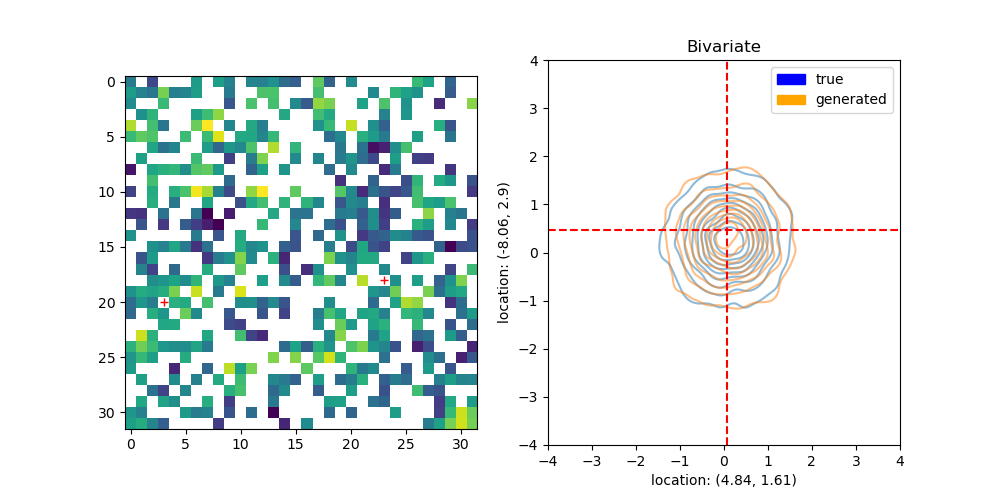 Bivariate
true
generated
0
5
10
15
20
25
30
0 5 10 15 20 25 30
location: (-8.06, 2.9)
4
3
2
1
0
−1
−2
−3
−4
−4 −3 −2 −1 0 1 2 3 4
location: (4.84, 1.61)